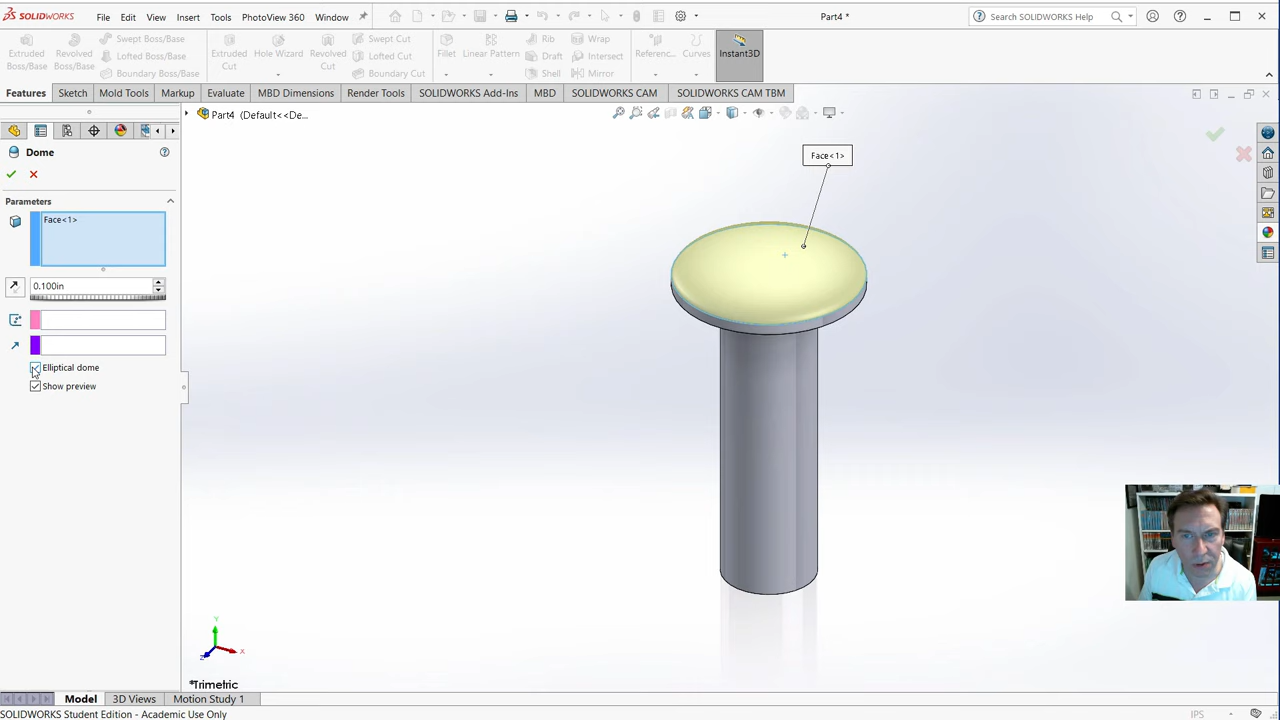 SOLIDWORKS
File Edit View Insert Tools PhotoView 360 Window
Part4 *
Search SOLIDWORKS Help
Extruded Boss/Base
Revolved Boss/Base
Swept Boss/Base
Lofted Boss/Base
Boundary Boss/Base
Extruded Cut
Hole Wizard
Revolved Cut
Swept Cut
Lofted Cut
Boundary Cut
Fillet
Linear Pattern
Rib
Draft
Shell
Wrap
Intersect
Mirror
Referenc...
Curves
Instant3D
Features Sketch Mold Tools Markup Evaluate MBD Dimensions Render Tools SOLIDWORKS Add-Ins MBD SOLIDWORKS CAM SOLIDWORKS CAM TBM
Part4 (Default<<De...
Dome
Parameters
Face<1>
0.100in
Elliptical dome
Show preview
Face<1>
Y
X
Z
*Trimetric
Model 3D Views Motion Study 1
SOLIDWORKS Student Edition - Academic Use Only
IPS